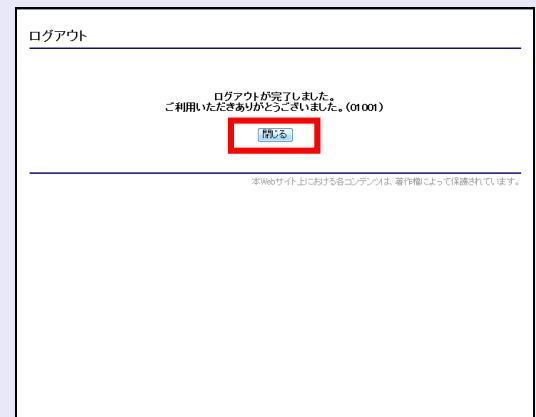 ログアウト
ログアウトが完了しました。
ご利用いただきありがとうございました。(01001)
閉じる
本Webサイト上における各コンテンツは、著作権によって保護されています。